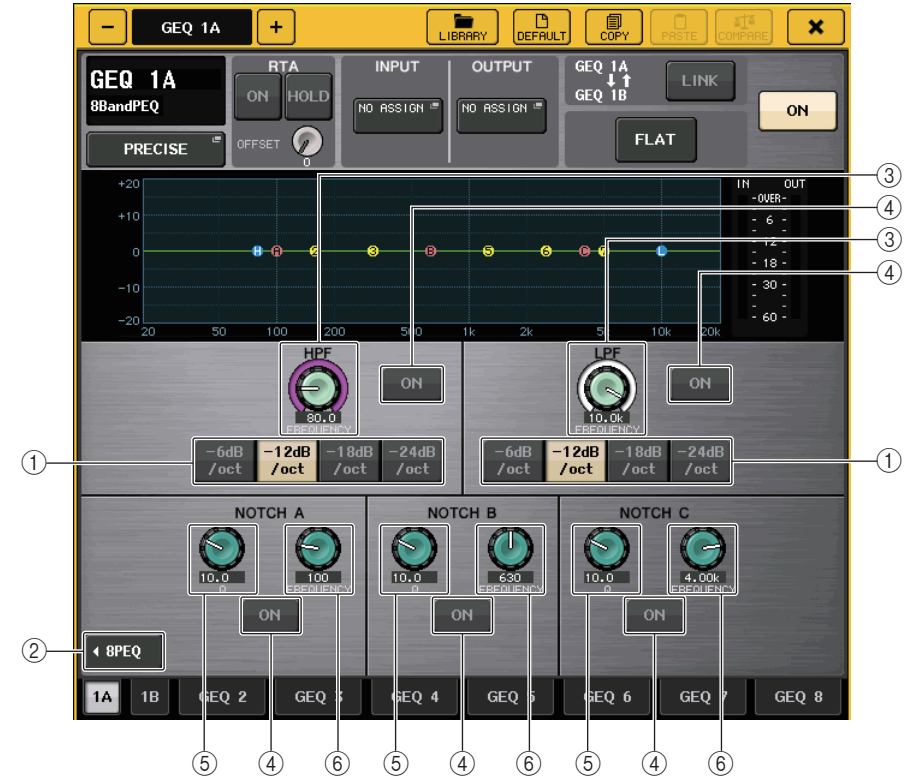 − GEQ 1A + LIBRARY DEFAULT COPY PASTE COMPARE ×
GEQ 1A
8BandPEQ
PRECISE
RTA
ON HOLD
OFFSET
0
INPUT
NO ASSIGN
OUTPUT
NO ASSIGN
GEQ 1A
↓↑
GEQ 1B
LINK
FLAT
ON
③
④
③
④
+20
+10
0
−10
−20
H A 2 3 B 5 6 C L
20 50 100 200 500 1k 2k 5k 10k 20k
IN OUT
-OVER-
- 6 -
- 12 -
- 18 -
- 30 -
- 60 -
HPF
80.0
FREQUENCY
ON
LPF
10.0k
FREQUENCY
ON
①
−6dB /oct
−12dB /oct
−18dB /oct
−24dB /oct
−6dB /oct
−12dB /oct
−18dB /oct
−24dB /oct
①
NOTCH A
10.0
Q
100
FREQUENCY
ON
NOTCH B
10.0
Q
630
FREQUENCY
ON
NOTCH C
10.0
Q
4.00k
FREQUENCY
ON
②
8PEQ
1A 1B GEQ 2 GEQ 3 GEQ 4 GEQ 5 GEQ 6 GEQ 7 GEQ 8
⑤ ④ ⑥ ⑤ ④ ⑥ ⑤ ④ ⑥